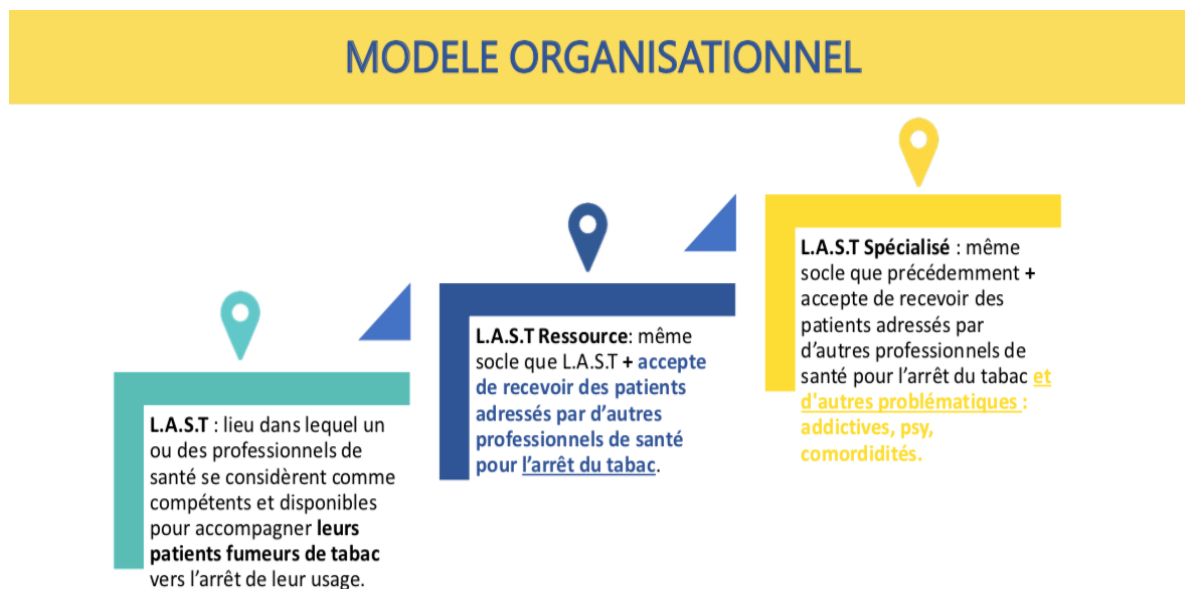 MODELE ORGANISATIONNEL
L.A.S.T : lieu dans lequel un
ou des professionnels de
santé se considèrent comme
compétents et disponibles
pour accompagner leurs
patients fumeurs de tabac
vers l’arrêt de leur usage.
L.A.S.T Ressource: même
socle que L.A.S.T + accepte
de recevoir des patients
adressés par d’autres
professionnels de santé
pour l’arrêt du tabac.
L.A.S.T Spécialisé : même
socle que précédemment +
accepte de recevoir des
patients adressés par
d’autres professionnels de
santé pour l’arrêt du tabac et
d'autres problématiques :
addictives, psy,
comordidités.